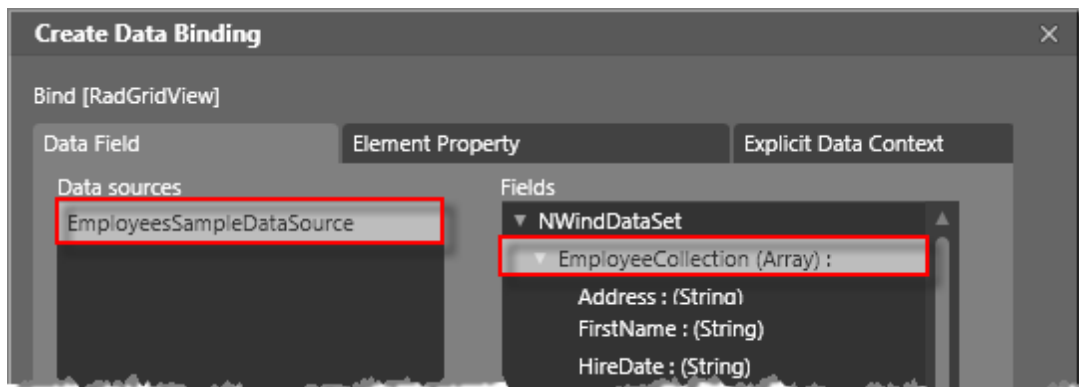 Create Data Binding
Bind [RadGridView]
Data Field
Element Property
Explicit Data Context
Data sources
EmployeesSampleDataSource
Fields
NWindDataSet
EmployeeCollection (Array) :
Address : (String)
FirstName : (String)
HireDate : (String)